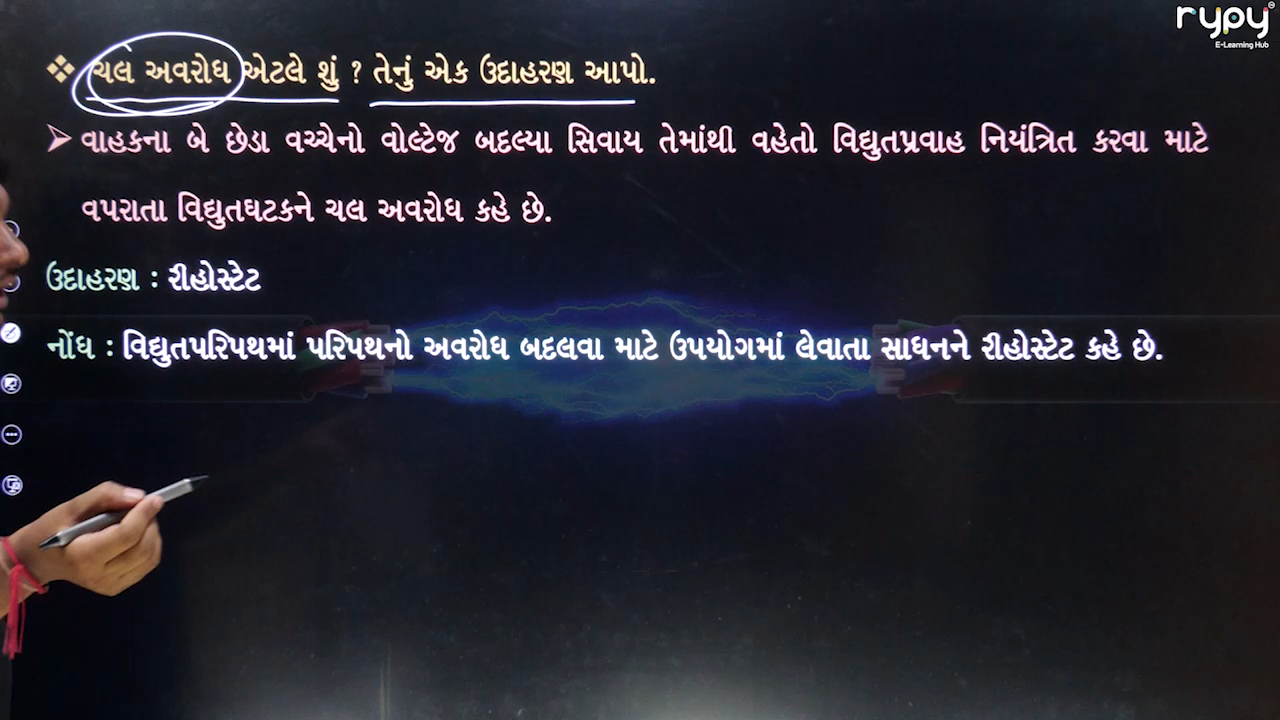 rypy
E-Learning Hub
❖ ચલ અવરોધ એટલે શું ? તેનું એક ઉદાહરણ આપો.
➢ વાહકના બે છેડા વચ્ચેનો વોલ્ટેજ બદલ્યા સિવાય તેમાંથી વહેતો વિદ્યુતપ્રવાહ નિયંત્રિત કરવા માટે
વપરાતા વિદ્યુતઘટકને ચલ અવરોધ કહે છે.
ઉદાહરણ : રીહોસ્ટેટ
નોંધ : વિદ્યુતપરિપથમાં પરિપથનો અવરોધ બદલવા માટે ઉપયોગમાં લેવાતા સાધનને રીહોસ્ટેટ કહે છે.